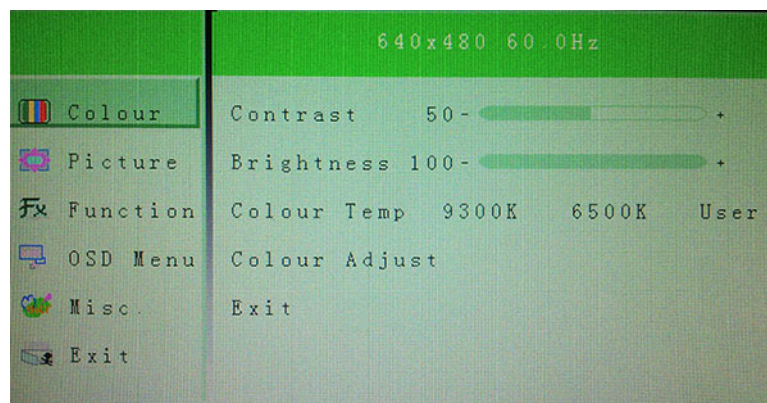 640x480 60.0Hz
Colour
Contrast 50 - +
Picture
Brightness 100 - +
Function
Colour Temp 9300K 6500K User
OSD Menu
Colour Adjust
Misc.
Exit
Exit